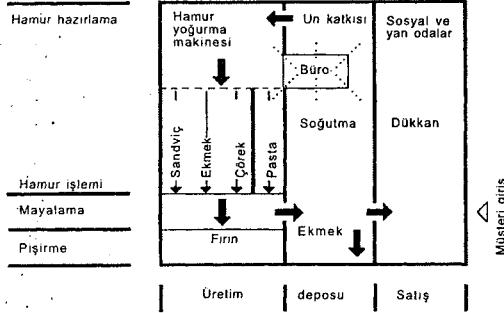 Hamur hazırlama
Hamur
yoğurma
makinesi
Un katkısı
Sosyal ve
yan odalar
Büro
Soğutma
Dükkan
Sandviç
Ekmek
Çörek
Pasta
Hamur işlemi
Mayalama
Pişirme
Fırın
Ekmek
Müşteri giriş
Üretim
deposu
Satış